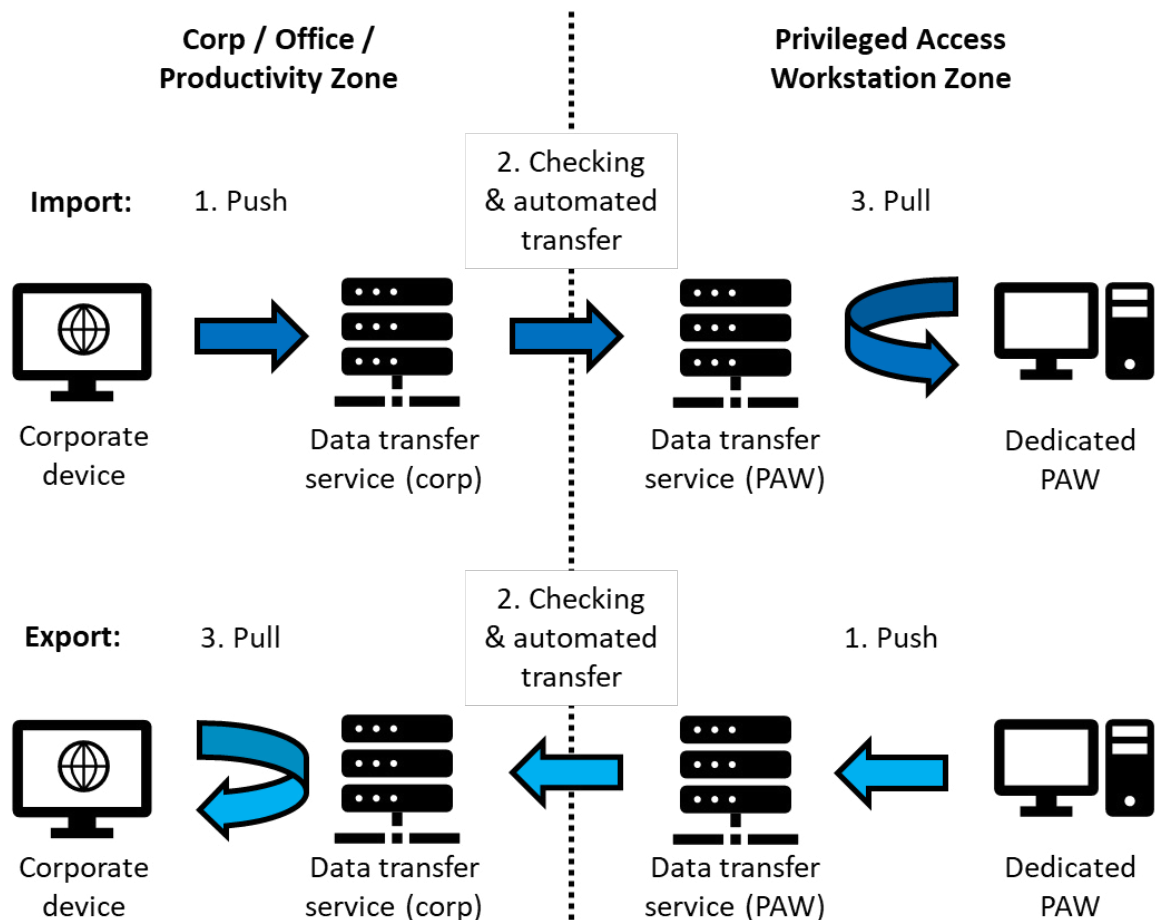 Corp / Office /
Productivity Zone
Privileged Access
Workstation Zone
Import:
1. Push
2. Checking
& automated
transfer
3. Pull
Corporate
device
Data transfer
service (corp)
Data transfer
service (PAW)
Dedicated
PAW
Export:
3. Pull
2. Checking
& automated
transfer
1. Push
Corporate
device
Data transfer
service (corp)
Data transfer
service (PAW)
Dedicated
PAW